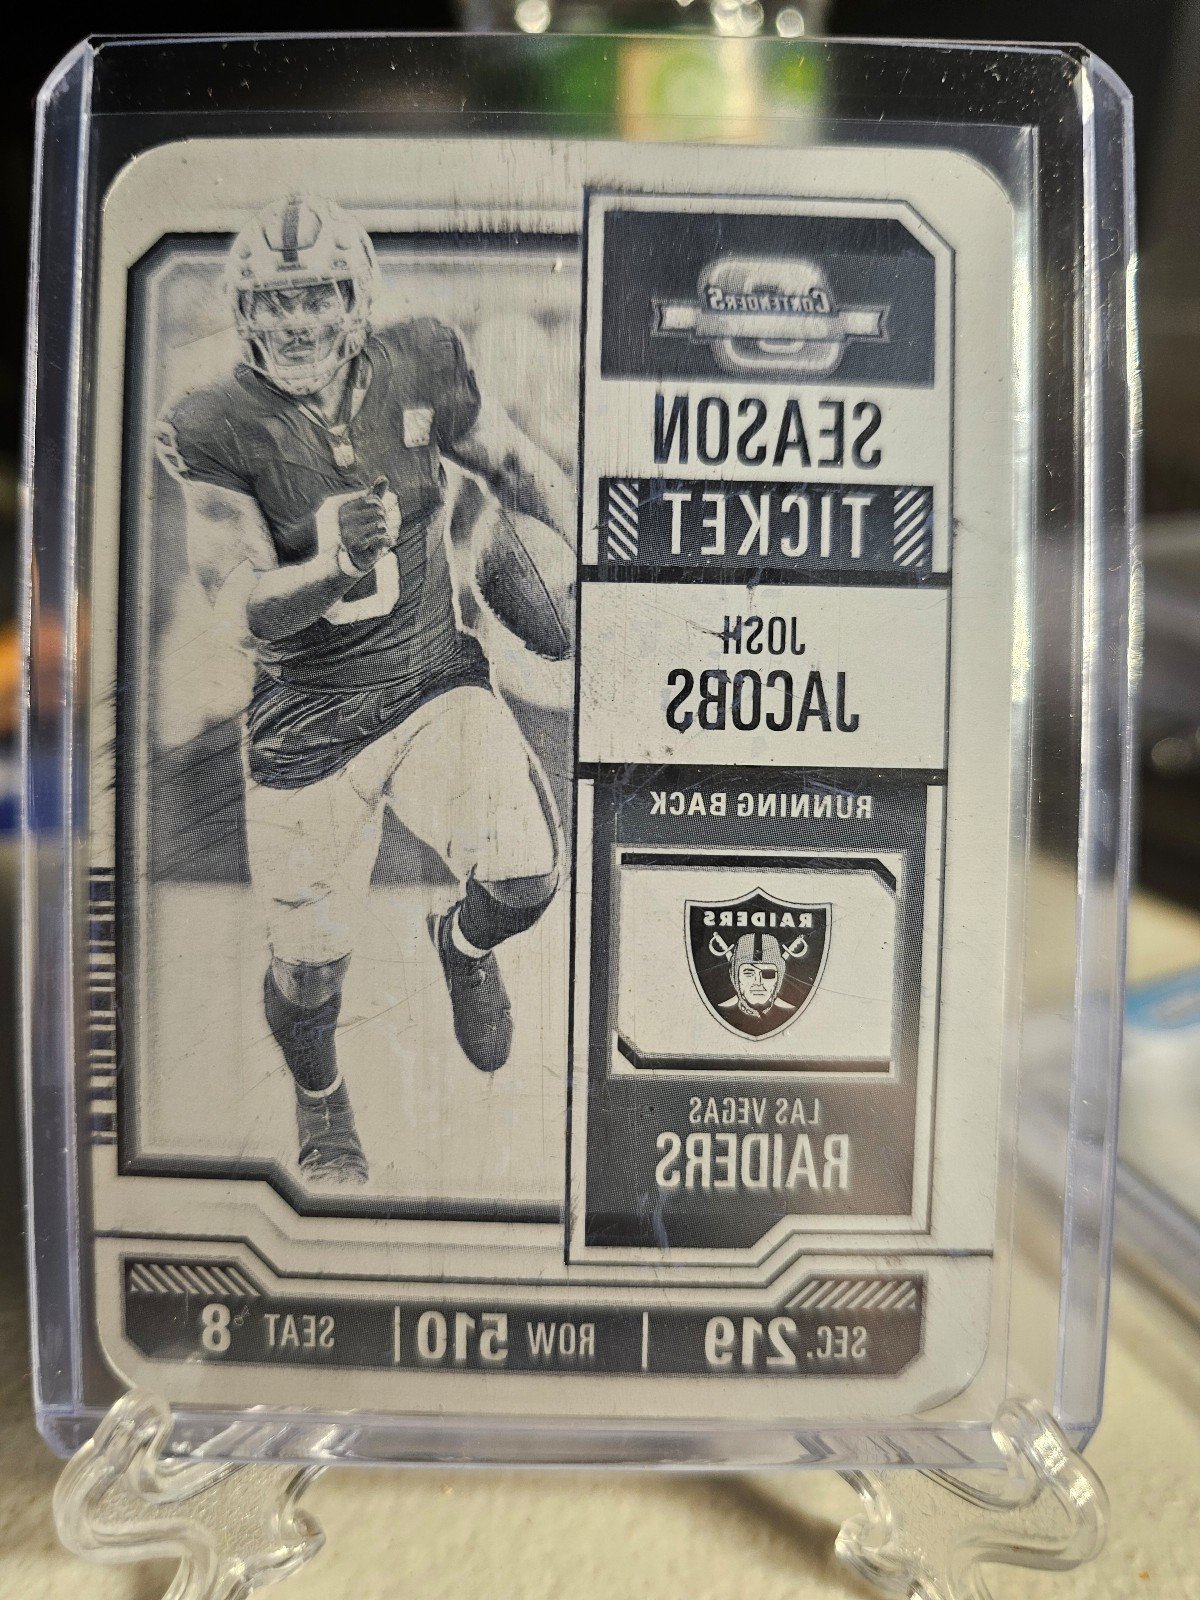 CONTENDERS
SEASON
TICKET
JOSH
JACOBS
RUNNING BACK
RAIDERS
LAS VEGAS
RAIDERS
SEC. 219 | ROW 510 | SEAT 8